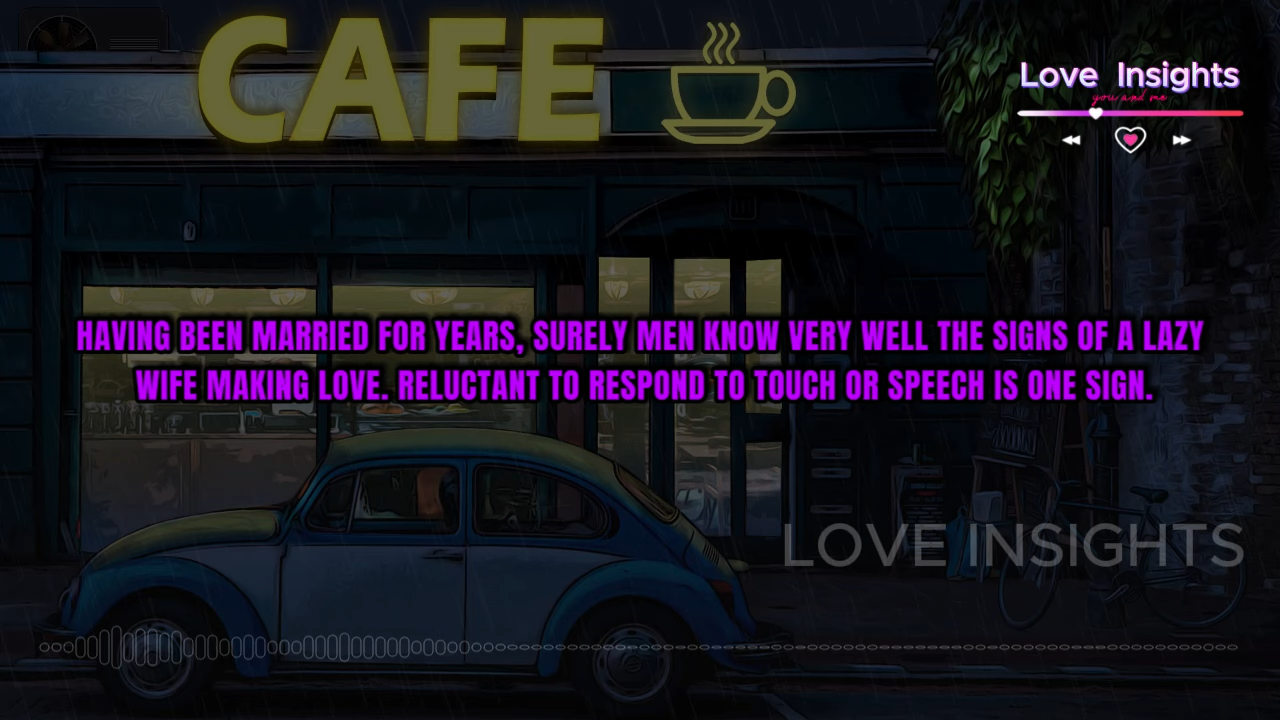 CAFE
Love Insights
you and me
HAVING BEEN MARRIED FOR YEARS, SURELY MEN KNOW VERY WELL THE SIGNS OF A LAZY
WIFE MAKING LOVE. RELUCTANT TO RESPOND TO TOUCH OR SPEECH IS ONE SIGN.
LOVE INSIGHTS